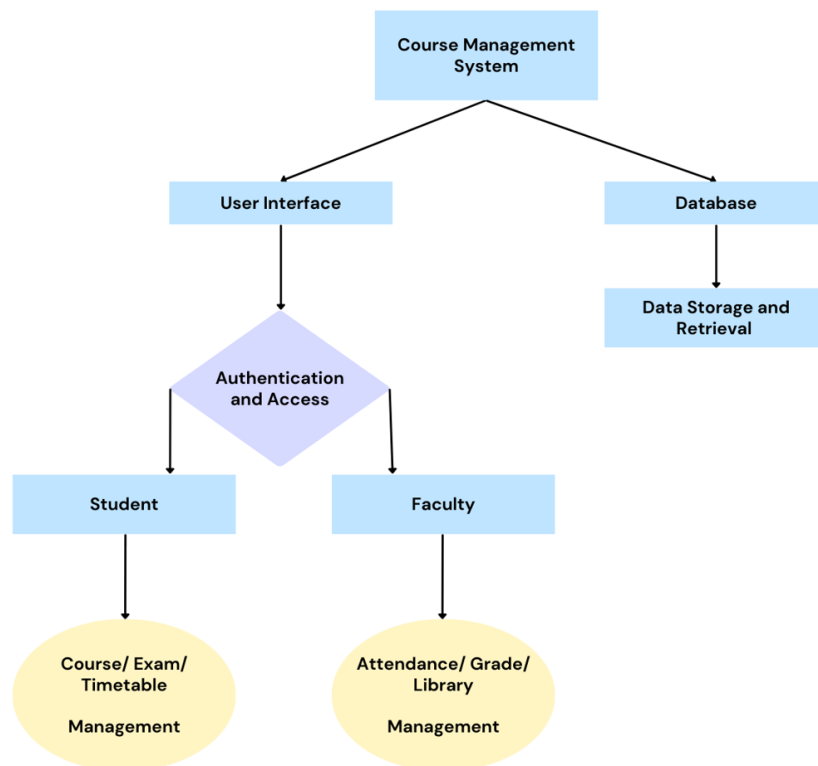 Course Management
System
User Interface
Database
Data Storage and
Retrieval
Authentication
and Access
Student
Faculty
Course/ Exam/
Timetable
Management
Attendance/ Grade/
Library
Management